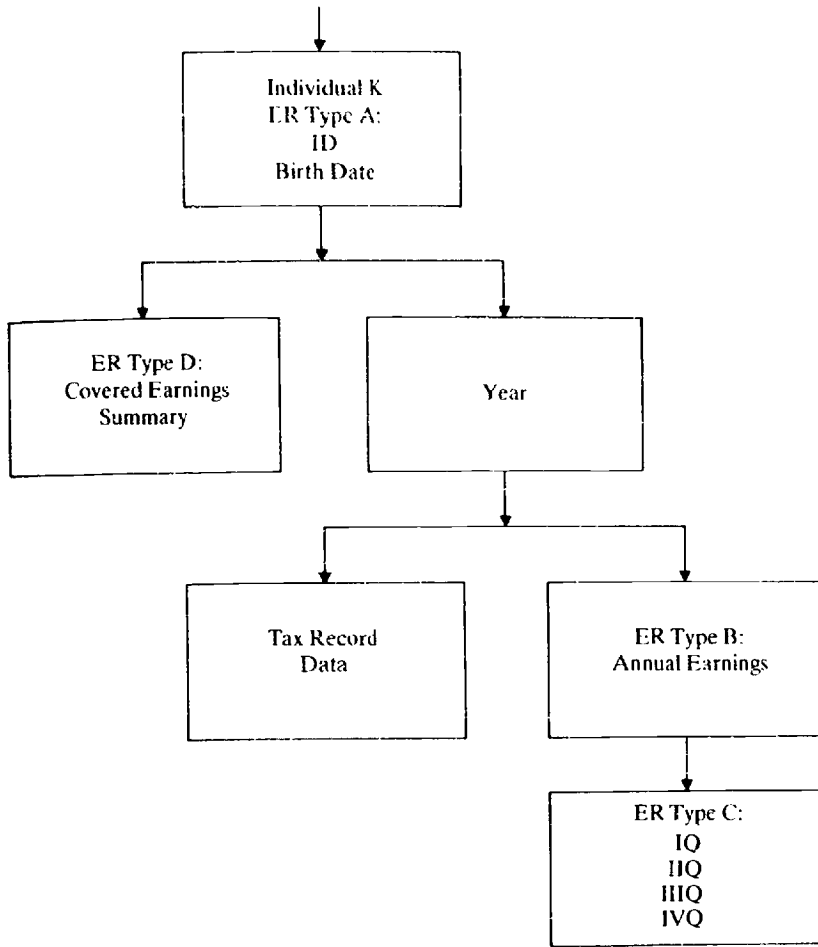 Individual K
ER Type A:
ID
Birth Date
ER Type D:
Covered Earnings
Summary
Year
Tax Record
Data
ER Type B:
Annual Earnings
ER Type C:
IQ
IIQ
IIIQ
IVQ